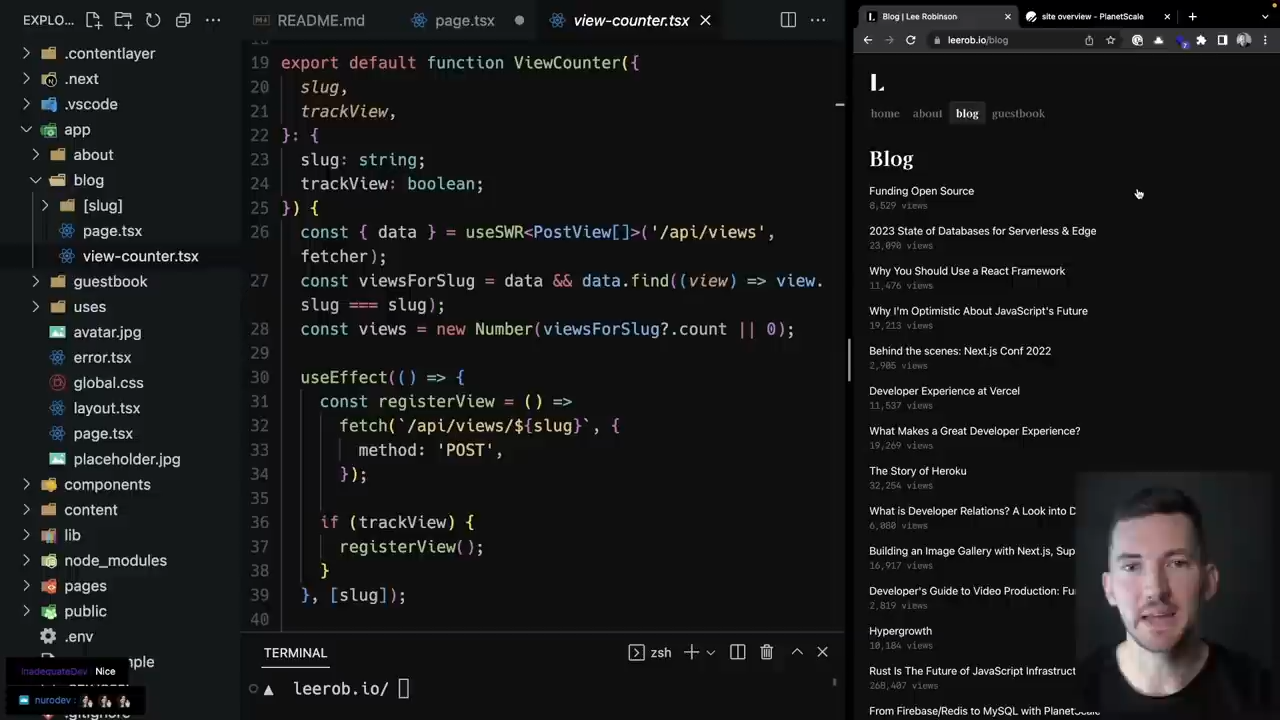 EXPLO...
.contentlayer
.next
.vscode
app
about
blog
[slug]
page.tsx
view-counter.tsx
guestbook
uses
avatar.jpg
error.tsx
global.css
layout.tsx
page.tsx
placeholder.jpg
components
content
lib
node_modules
pages
public
.env
InadequateDev Nice
nurodev :
README.md
page.tsx
view-counter.tsx
19 export default function ViewCounter({
20 slug,
21 trackView,
22 }: {
23 slug: string;
24 trackView: boolean;
25 }) {
26 const { data } = useSWR<PostView[]>('/api/views',
fetcher);
27 const viewsForSlug = data && data.find((view) => view.
slug === slug);
28 const views = new Number(viewsForSlug?.count || 0);
29
30 useEffect(() => {
31 const registerView = () =>
32 fetch(`/api/views/${slug}`, {
33 method: 'POST',
34 });
35
36 if (trackView) {
37 registerView();
38 }
39 }, [slug]);
40
TERMINAL
zsh
leerob.io/
Blog | Lee Robinson
site overview - PlanetScale
leerob.io/blog
L
home about blog guestbook
Blog
Funding Open Source
8,529 views
2023 State of Databases for Serverless & Edge
23,090 views
Why You Should Use a React Framework
11,476 views
Why I'm Optimistic About JavaScript's Future
19,213 views
Behind the scenes: Next.js Conf 2022
2,905 views
Developer Experience at Vercel
11,537 views
What Makes a Great Developer Experience?
19,269 views
The Story of Heroku
32,254 views
What is Developer Relations? A Look into D
6,080 views
Building an Image Gallery with Next.js, Sup
16,917 views
Developer's Guide to Video Production: Fu
2,819 views
Hypergrowth
10,184 views
Rust Is The Future of JavaScript Infrastruct
268,407 views
From Firebase/Redis to MySQL with PlanetScale